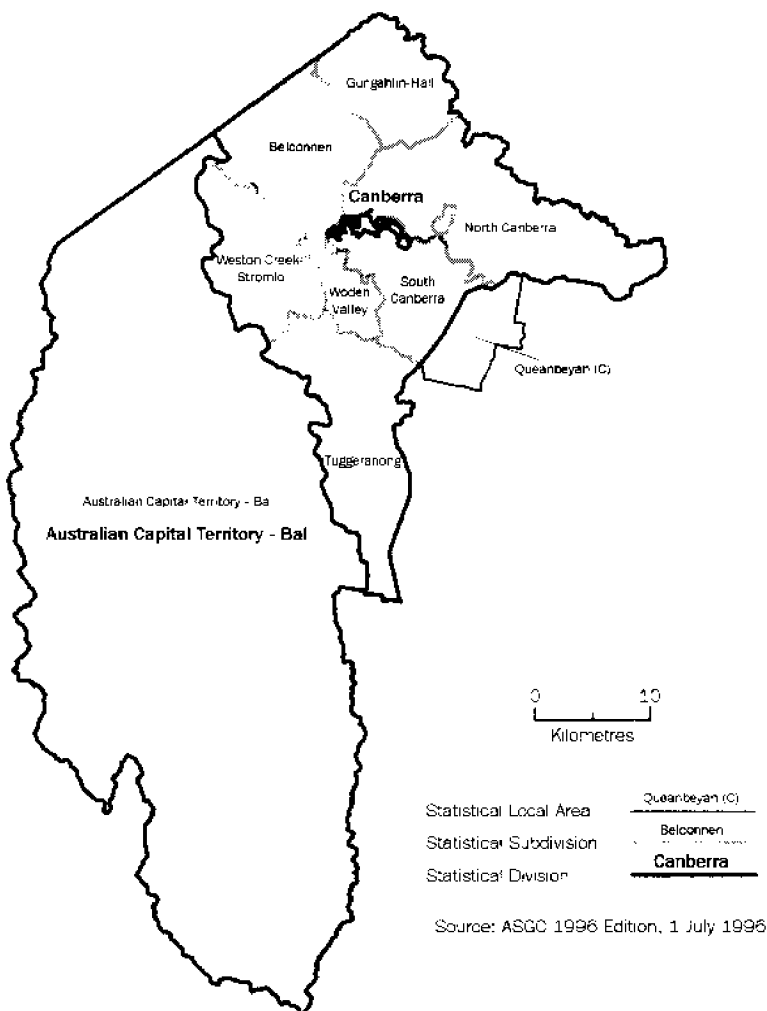 Gungahlin-Hall
Belconnen
Canberra
North Canberra
Weston Creek-
Stromlo
Woden
Valley
South
Canberra
Queanbeyan (C)
Tuggeranong
Australian Capital Territory - Bal
Australian Capital Territory - Bal
0 10
Kilometres
Statistical Local Area Queanbeyan (C)
Statistical Subdivision Belconnen
Statistical Division Canberra
Source: ASGC 1996 Edition, 1 July 1996